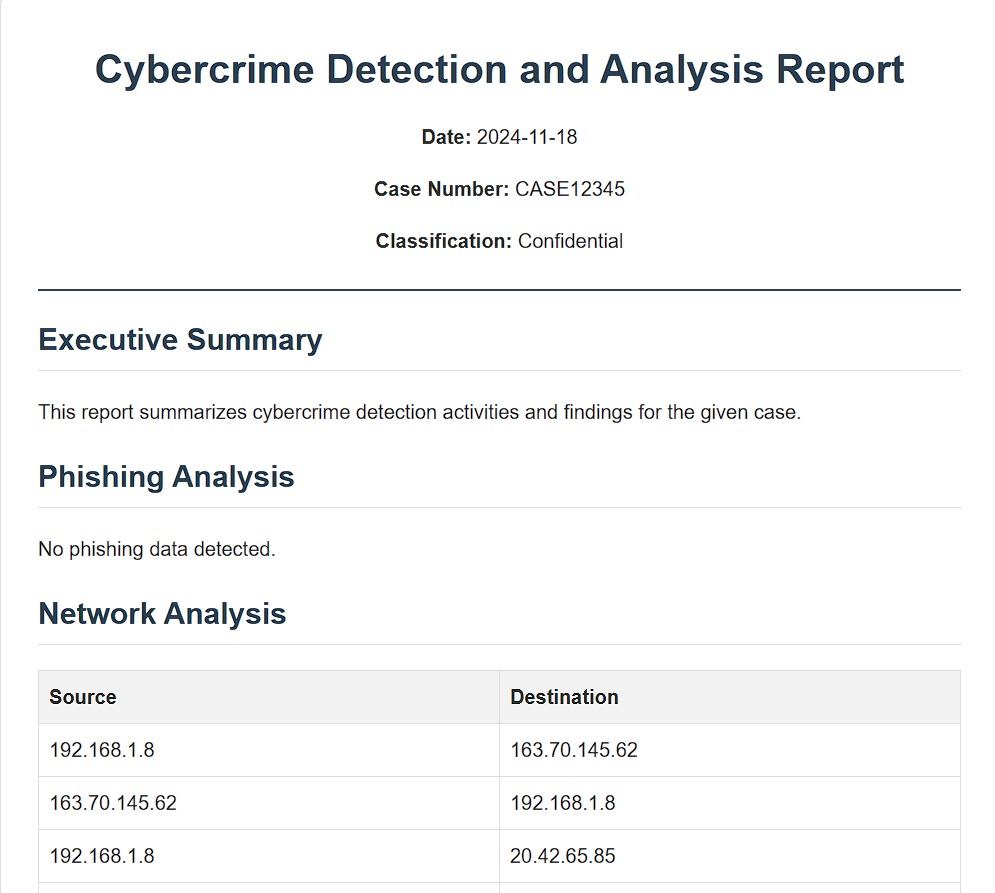 Cybercrime Detection and Analysis Report
Date: 2024-11-18
Case Number: CASE12345
Classification: Confidential
Executive Summary
This report summarizes cybercrime detection activities and findings for the given case.
Phishing Analysis
No phishing data detected.
Network Analysis
Source Destination
192.168.1.8 163.70.145.62
163.70.145.62 192.168.1.8
192.168.1.8 20.42.65.85